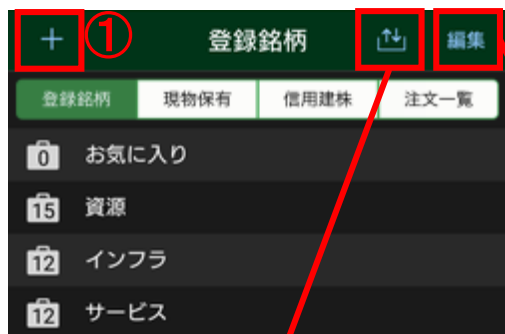 ＋ ① 登録銘柄 編集
登録銘柄 現物保有 信用建株 注文一覧
0 お気に入り
15 資源
12 インフラ
12 サービス